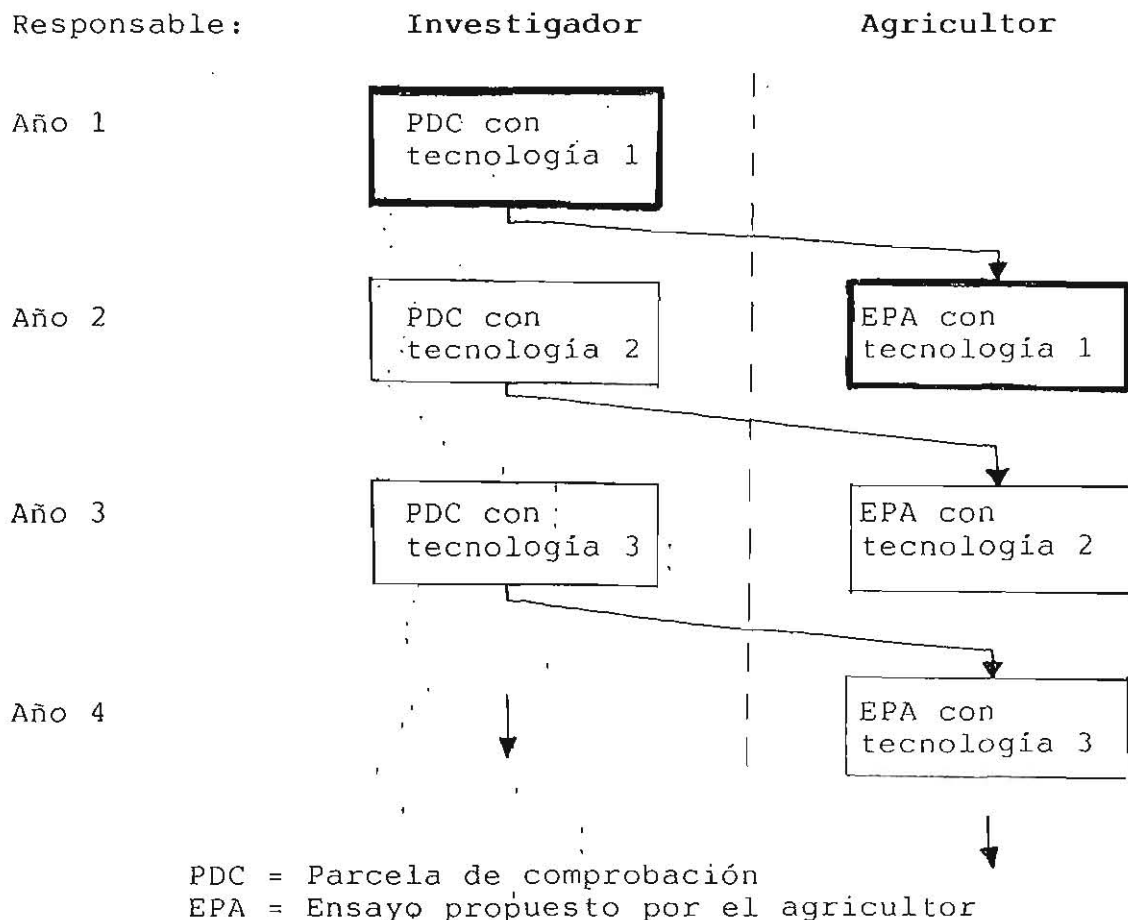 Responsable: Investigador Agricultor
Año 1 PDC con
tecnología 1
Año 2 PDC con EPA con
tecnología 2 tecnología 1
Año 3 PDC con EPA con
tecnología 3 tecnología 2
Año 4 EPA con
tecnología 3
PDC = Parcela de comprobación
EPA = Ensayo propuesto por el agricultor